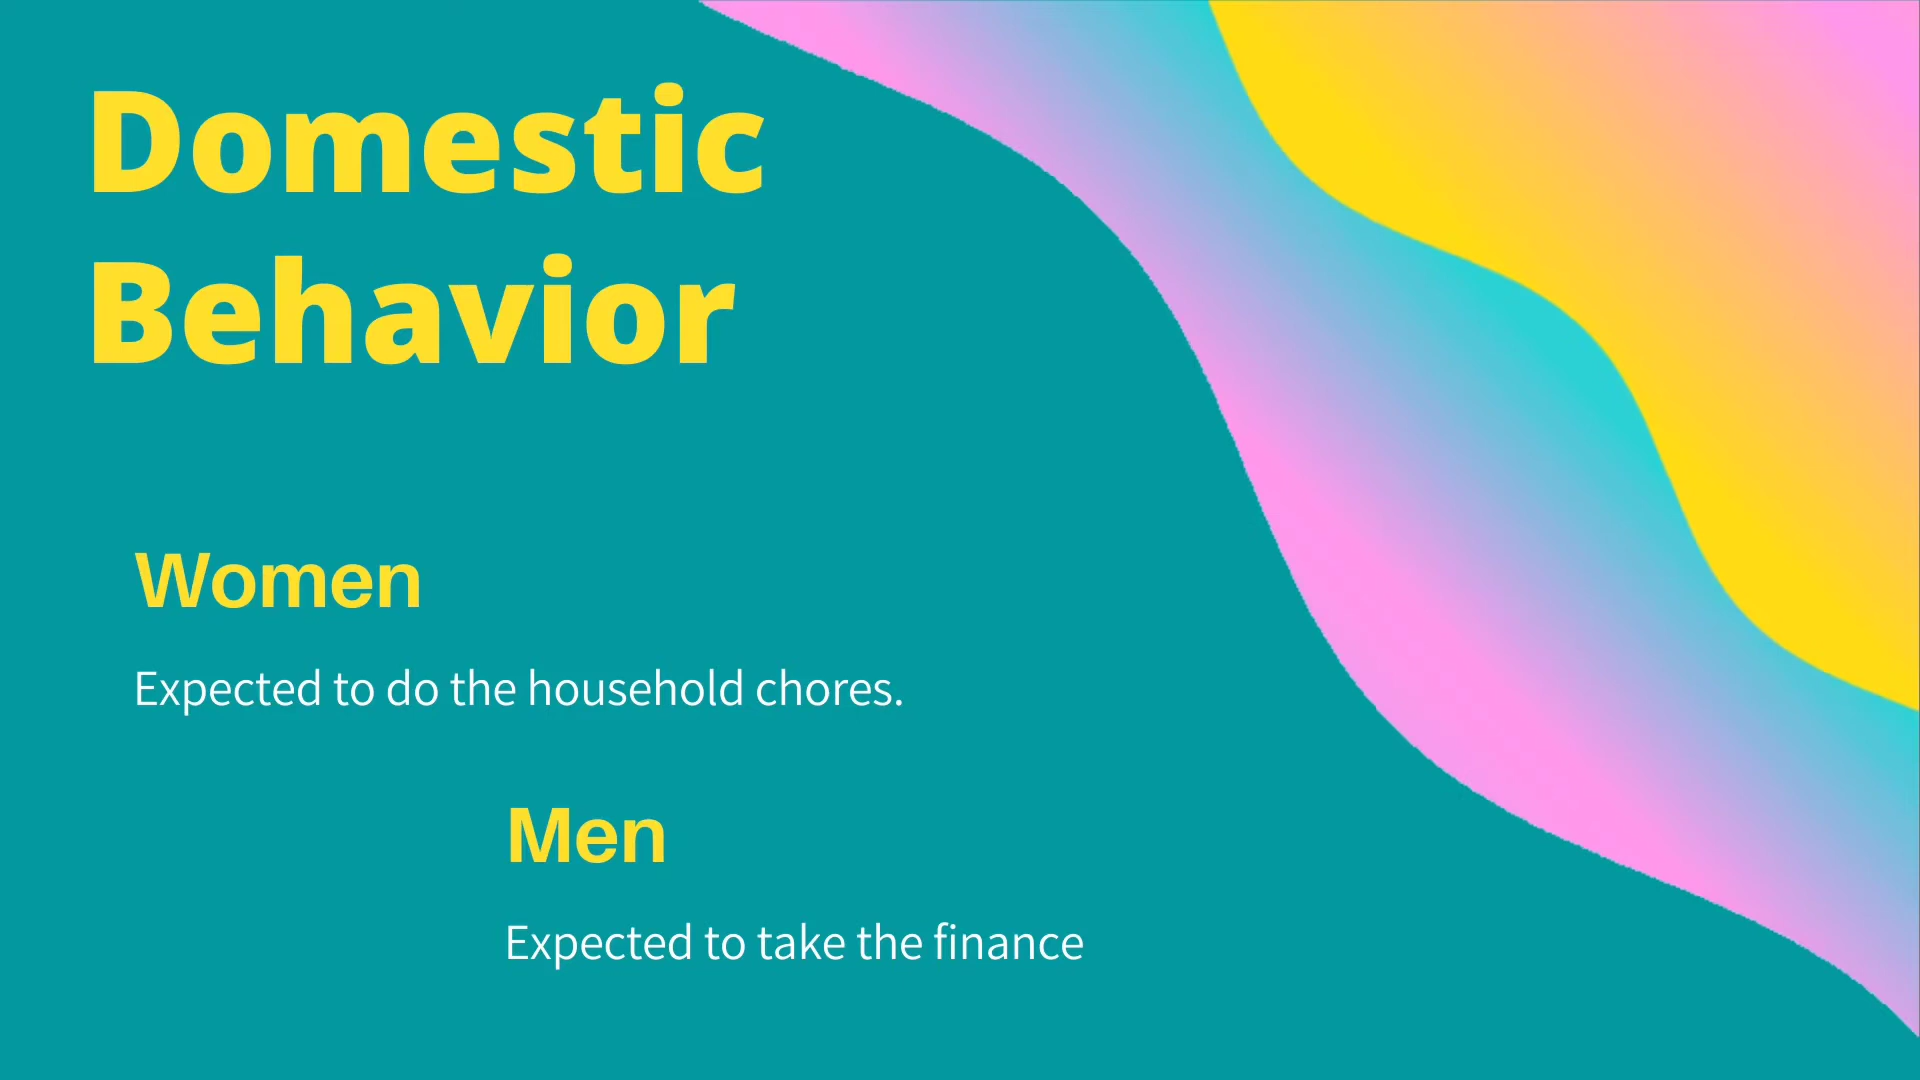 Domestic
Behavior
Women
Expected to do the household chores.
Men
Expected to take the finance